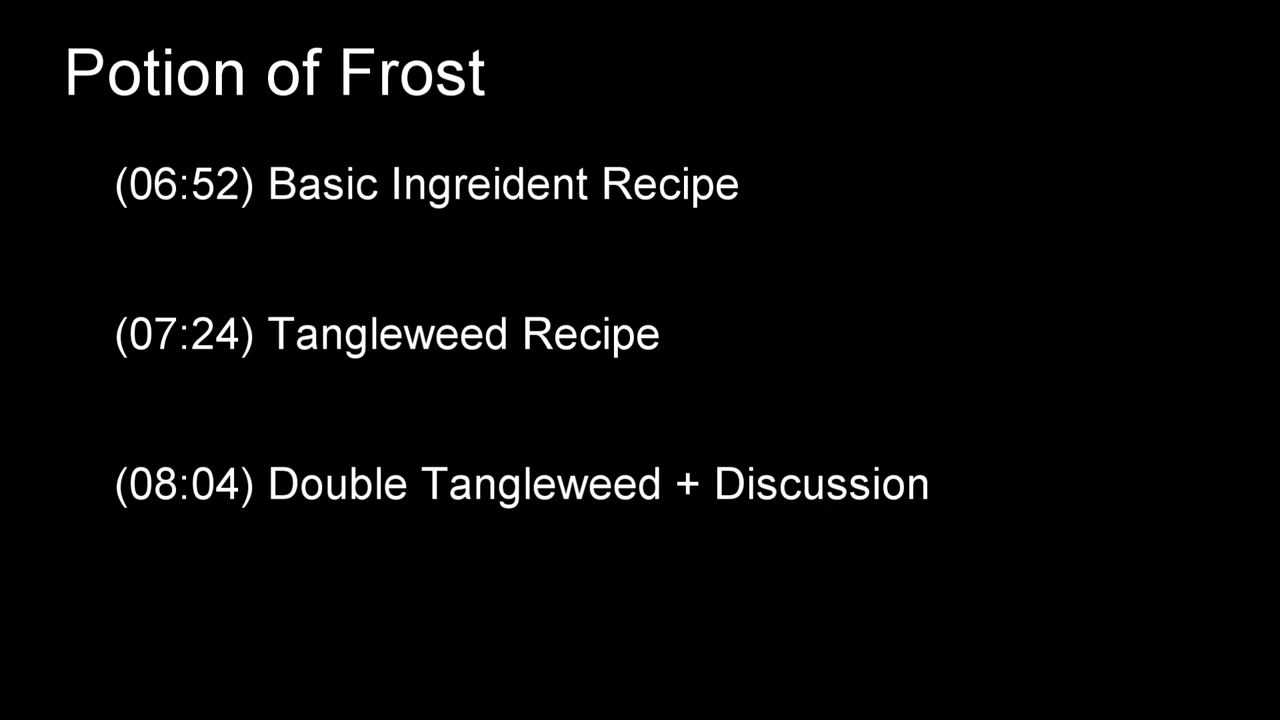 Potion of Frost
(06:52) Basic Ingreident Recipe
(07:24) Tangleweed Recipe
(08:04) Double Tangleweed + Discussion